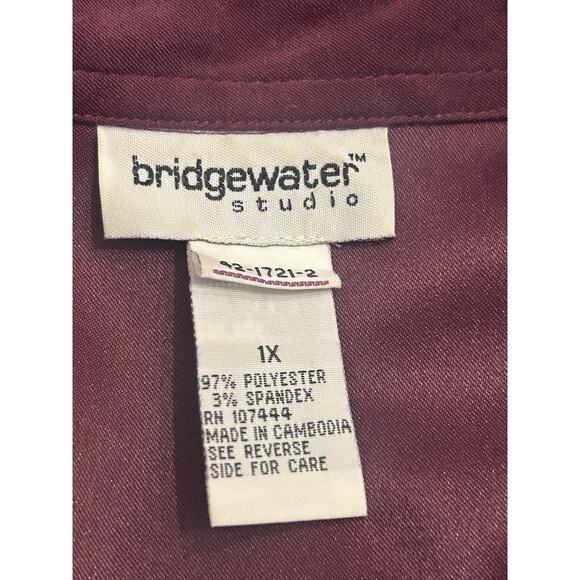 bridgewater™
studio
42-1721-2
1X
97% POLYESTER
3% SPANDEX
RN 107444
MADE IN CAMBODIA
SEE REVERSE
SIDE FOR CARE